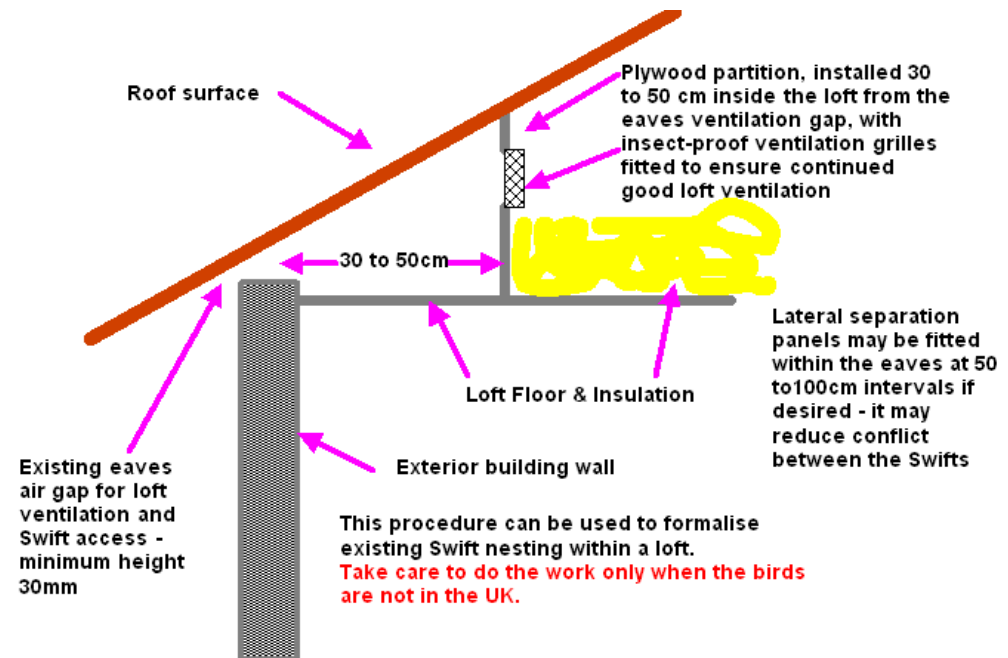 Roof surface
Plywood partition, installed 30
to 50 cm inside the loft from the
eaves ventilation gap, with
insect-proof ventilation grilles
fitted to ensure continued
good loft ventilation
30 to 50cm
Lateral separation
panels may be fitted
within the eaves at 50
to100cm intervals if
desired - it may
reduce conflict
between the Swifts
Loft Floor & Insulation
Existing eaves
air gap for loft
ventilation and
Swift access -
minimum height
30mm
Exterior building wall
This procedure can be used to formalise
existing Swift nesting within a loft.
Take care to do the work only when the birds
are not in the UK.